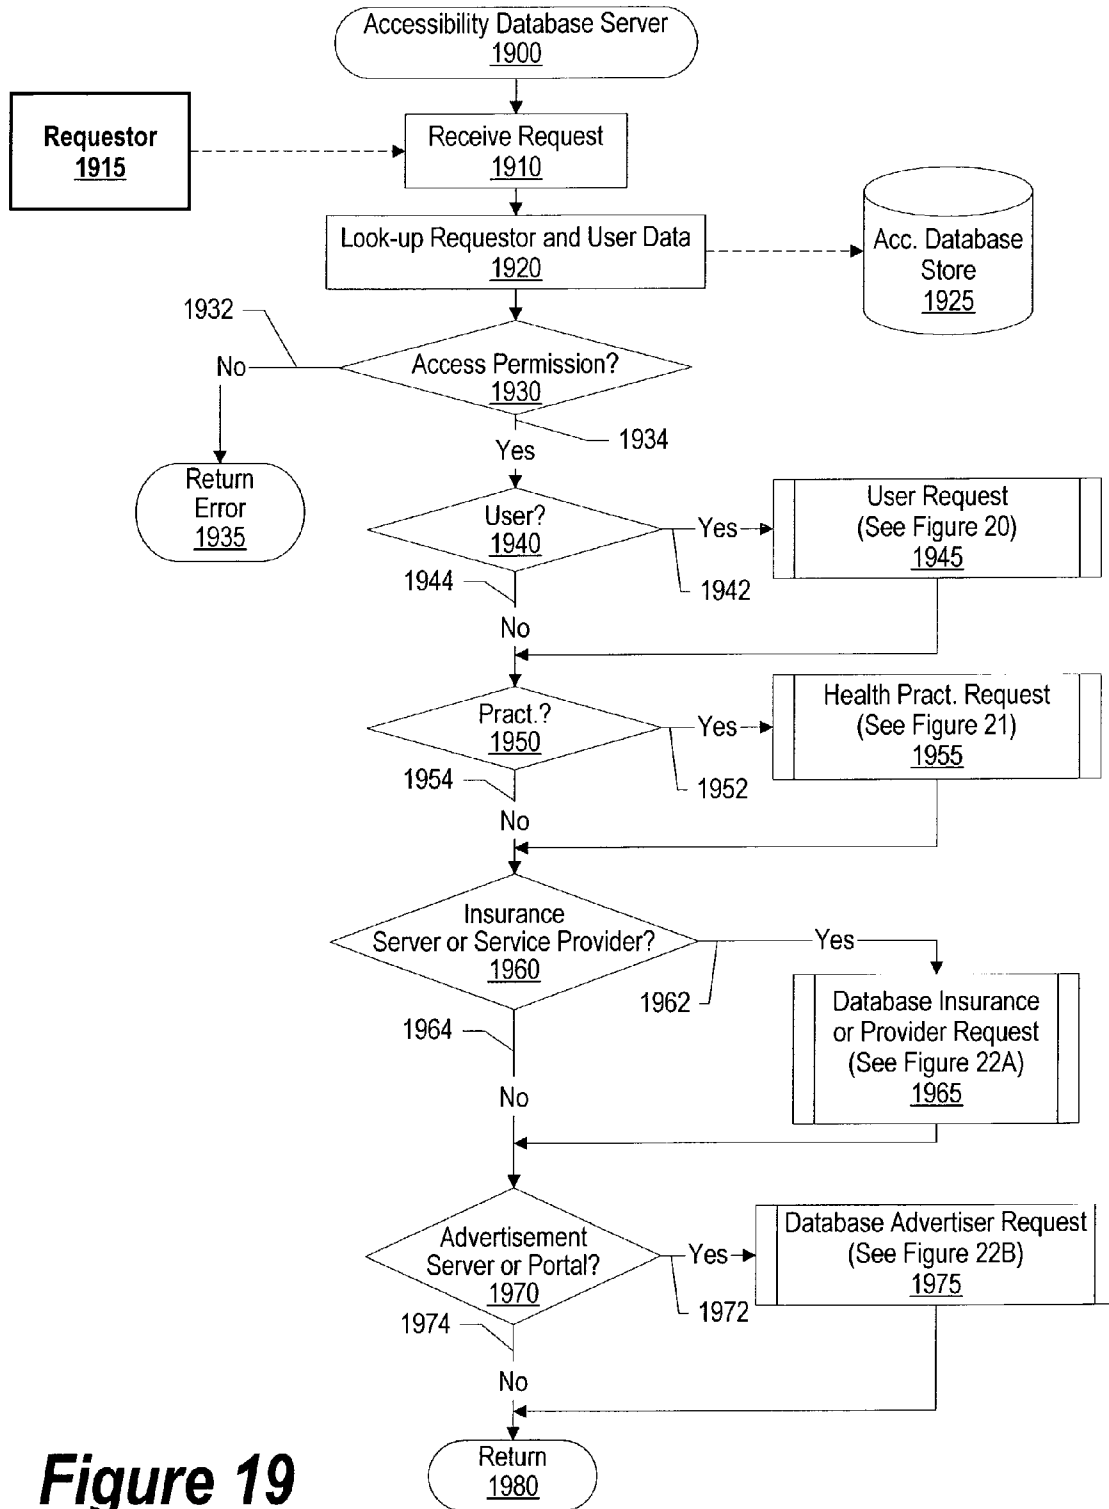 Accessibility Database Server
1900
Requestor
1915
Receive Request
1910
Look-up Requestor and User Data
1920
Acc. Database
Store
1925
1932
No
Access Permission?
1930
1934
Yes
Return
Error
1935
User?
1940
Yes
User Request
(See Figure 20)
1945
1944
1942
No
Pract.?
1950
Yes
Health Pract. Request
(See Figure 21)
1955
1954
1952
No
Insurance
Server or Service Provider?
1960
Yes
1962
1964
Database Insurance
or Provider Request
(See Figure 22A)
1965
No
Advertisement
Server or Portal?
1970
Yes
Database Advertiser Request
(See Figure 22B)
1975
1974
1972
No
Return
1980
Figure 19